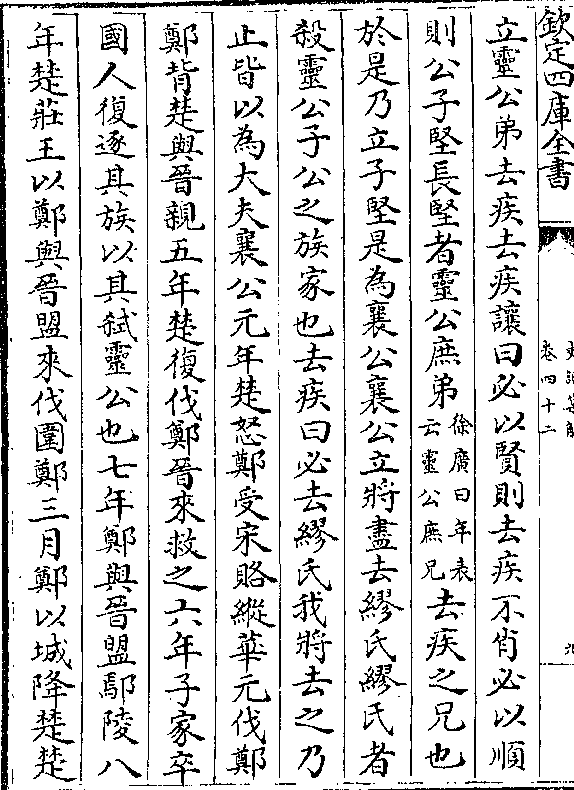 欽定四庫全書
卷四十二
立靈公弟去疾去疾讓曰必以賢則去疾不肖必以順
則公子堅長堅者靈公庶弟徐廣曰年表云靈公庶兄去疾之兄也
於是乃立子堅是為襄公襄公立將盡去繆氏繆氏者
殺靈公子公之族家也去疾曰必去繆氏我將去之乃
止皆以為大夫襄公元年楚怒鄭受宋賂縱華元伐鄭
鄭背楚與晉親五年楚復伐鄭晉來救之六年子家卒
國人復逐其族以其弑靈公也七年鄭與晉盟鄢陵八
年楚莊王以鄭與晉盟來伐圍鄭三月鄭以城降楚楚